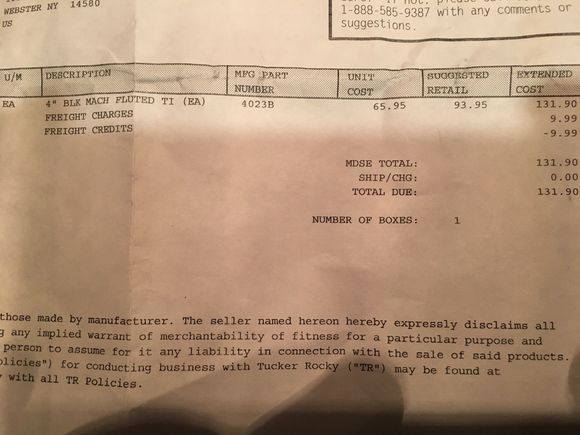 WEBSTER NY 14580
US
1-888-585-9387 with any comments or
suggestions.
U/M DESCRIPTION MFG PART NUMBER UNIT COST SUGGESTED RETAIL EXTENDED COST
EA 4" BLK MACH FLUTED TI (EA) 4023B 65.95 93.95 131.90
FREIGHT CHARGES 9.99
FREIGHT CREDITS -9.99
MDSE TOTAL: 131.90
SHIP/CHG: 0.00
TOTAL DUE: 131.90
NUMBER OF BOXES: 1
those made by manufacturer. The seller named hereon hereby expressly disclaims all
g any implied warrant of merchantability of fitness for a particular purpose and
person to assume for it any liability in connection with the sale of said products.
olicies") for conducting business with Tucker Rocky ("TR") may be found at
y with all TR Policies.